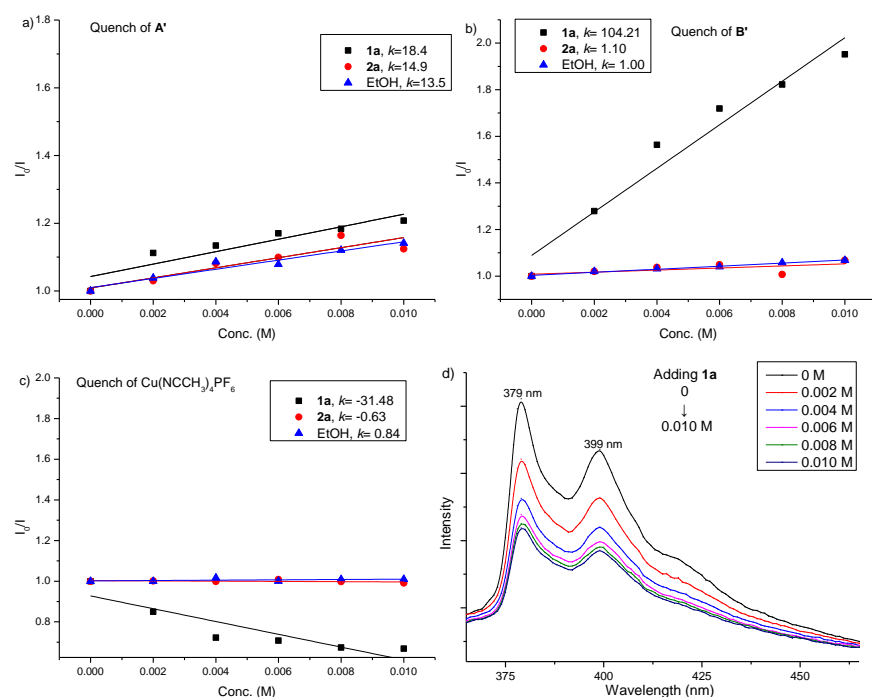 a)
Quench of A'
1a, k=18.4
2a, k=14.9
EtOH, k=13.5
2.0
1.8
1.6
1.4
1.2
1.0
I₀/I
0.000 0.002 0.004 0.006 0.008 0.010
Conc. (M)
b)
1a, k= 104.21
2a, k= 1.10
EtOH, k= 1.00
Quench of B'
2.0
1.8
1.6
1.4
1.2
1.0
I₀/I
0.000 0.002 0.004 0.006 0.008 0.010
Conc. (M)
c)
Quench of Cu(NCCH₃)₄PF₆
1a, k= -31.48
2a, k= -0.63
EtOH, k= 0.84
2.0
1.8
1.6
1.4
1.2
1.0
0.8
I₀/I
0.000 0.002 0.004 0.006 0.008 0.010
Conc. (M)
d)
379 nm
399 nm
Adding 1a
0
↓
0.010 M
0 M
0.002 M
0.004 M
0.006 M
0.008 M
0.010 M
Intensity
375 400 425 450
Wavelength (nm)